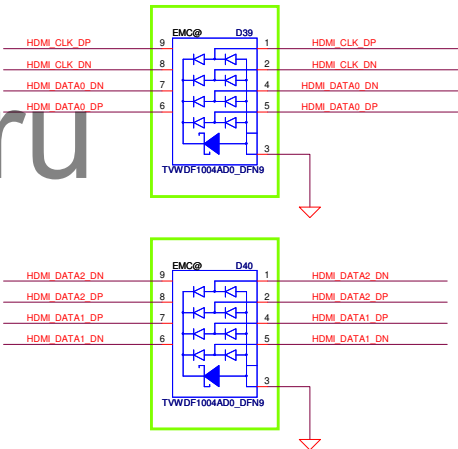 EMC@ D39
HDMI_CLK_DP 9 1 HDMI_CLK_DP
HDMI_CLK_DN 8 2 HDMI_CLK_DN
HDMI_DATA0_DN 7 4 HDMI_DATA0_DN
HDMI_DATA0_DP 6 5 HDMI_DATA0_DP
3
TVWDF1004AD0_DFN9
ru
EMC@ D40
HDMI_DATA2_DN 9 1 HDMI_DATA2_DN
HDMI_DATA2_DP 8 2 HDMI_DATA2_DP
HDMI_DATA1_DP 7 4 HDMI_DATA1_DP
HDMI_DATA1_DN 6 5 HDMI_DATA1_DN
3
TVWDF1004AD0_DFN9